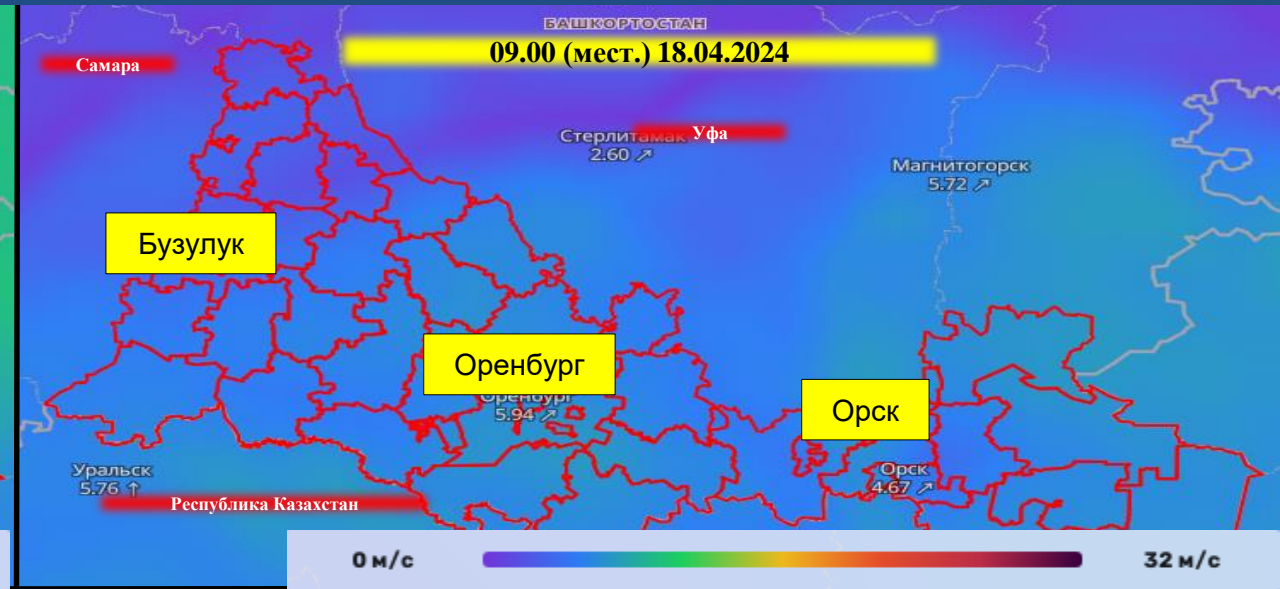 БАШКОРТОСТАН
09.00 (мест.) 18.04.2024
Самара
Стерлитамак
Уфа
2.60 ↗
Магнитогорск
5.72 ↗
Бузулук
Оренбург
Оренбург
5.94 ↗
Орск
Уральск
5.76 ↑
Орск
4.67 ↗
Республика Казахстан
0 м/с
32 м/с